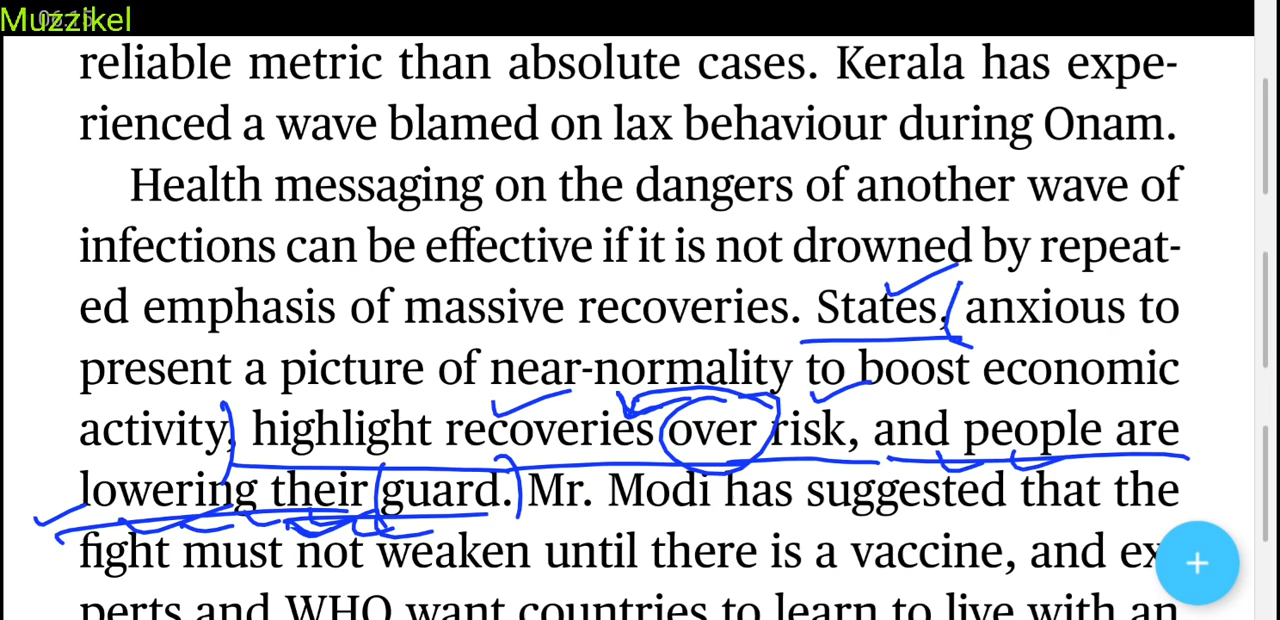 Muzzikel
reliable metric than absolute cases. Kerala has expe-
rienced a wave blamed on lax behaviour during Onam.
Health messaging on the dangers of another wave of
infections can be effective if it is not drowned by repeat-
ed emphasis of massive recoveries. States, anxious to
present a picture of near-normality to boost economic
activity, highlight recoveries over risk, and people are
lowering their guard. Mr. Modi has suggested that the
fight must not weaken until there is a vaccine, and ex
perts and WHO want countries to learn to live with an